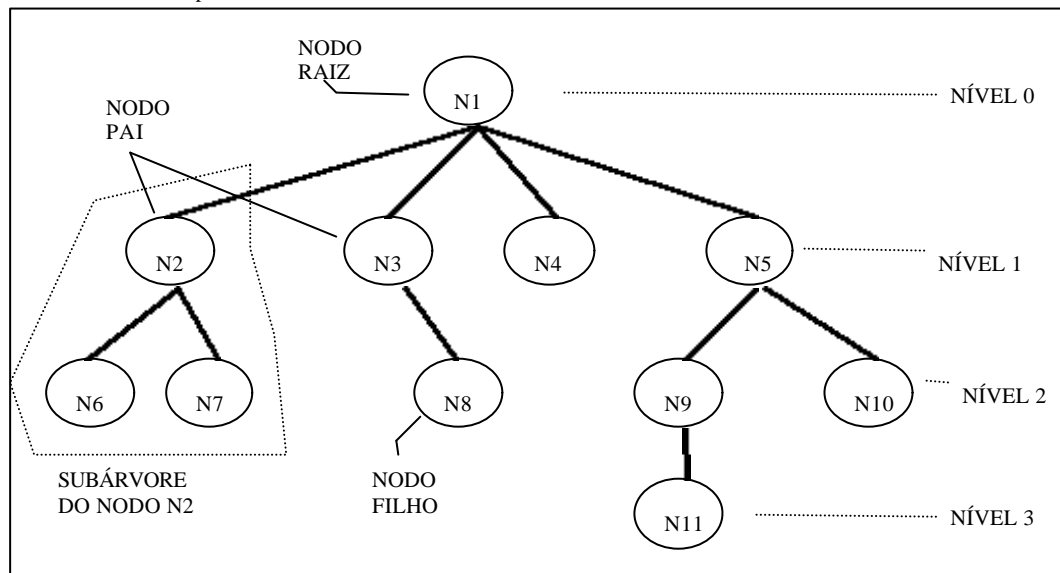 NODO
RAIZ
N1
NÍVEL 0
NODO
PAI
N2
N3
N4
N5
NÍVEL 1
N6
N7
N8
N9
N10
NÍVEL 2
SUBÁRVORE
DO NODO N2
NODO
FILHO
N11
NÍVEL 3